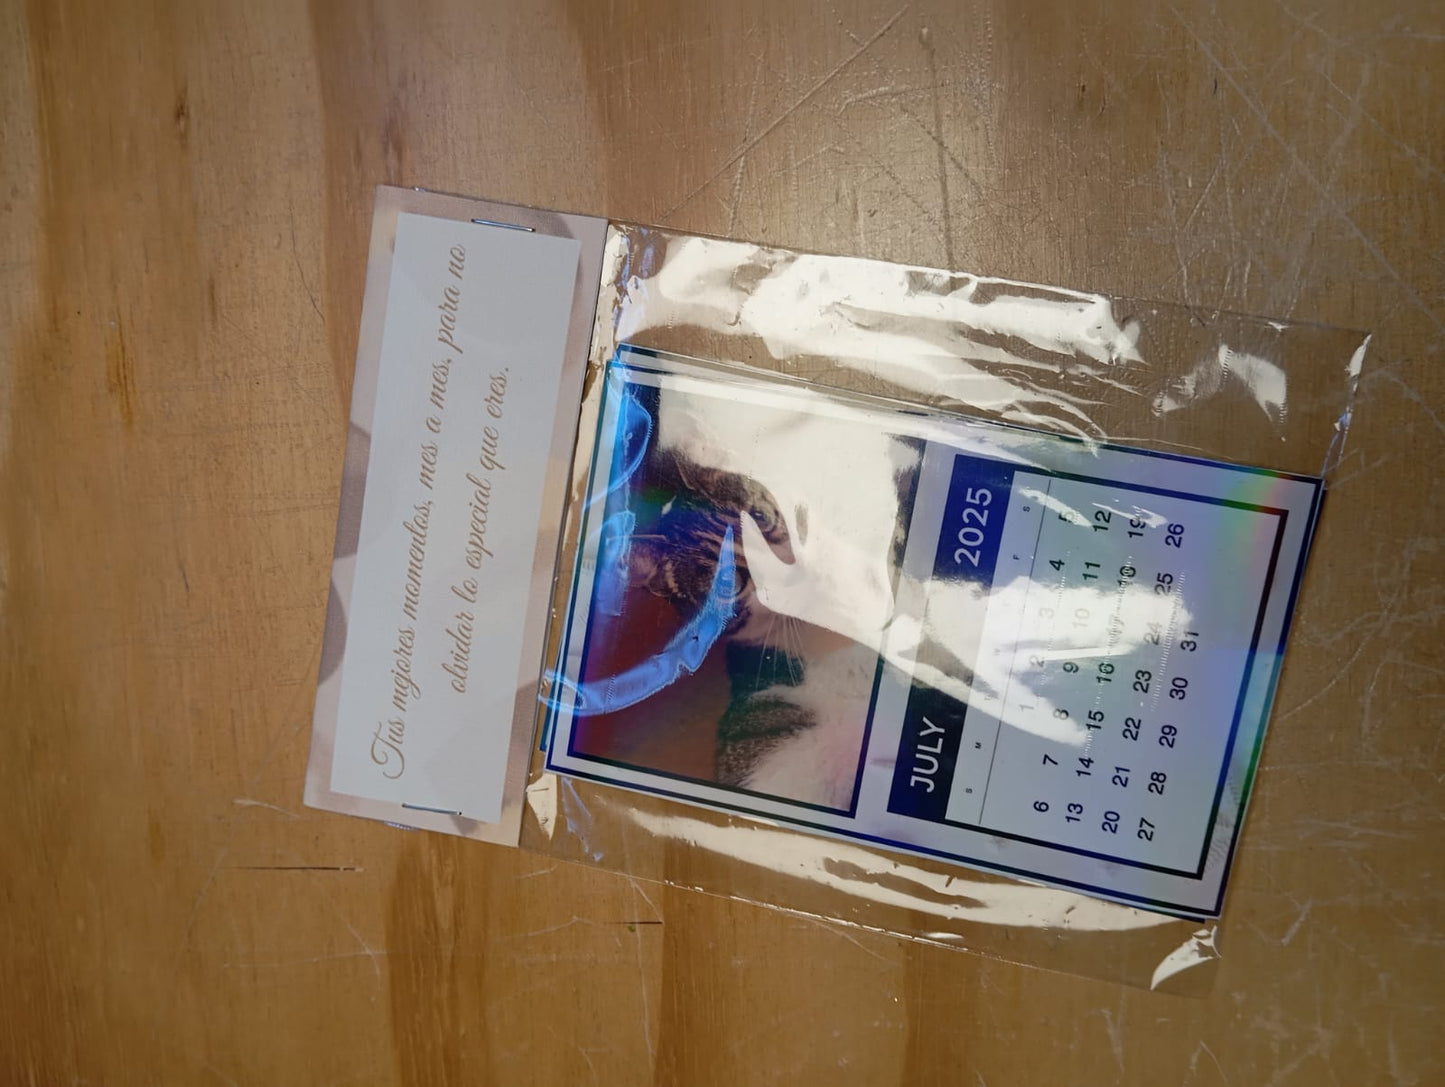 Tus mejores momentos, mes a mes, para no
olvidar lo especial que eres.
JULY 2025
S M T W F S
1 2 3 4 5
6 7 8 9 10 11 12
13 14 15 16 17 18 19
20 21 22 23 24 25 26
27 28 29 30 31